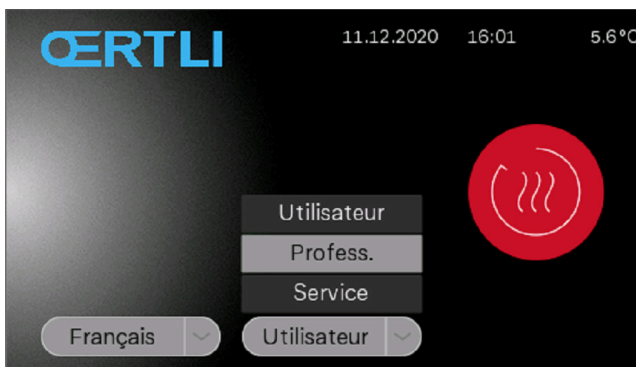 ŒRTLI
11.12.2020 16:01 5.6°C
Utilisateur
Profess.
Service
Français Utilisateur